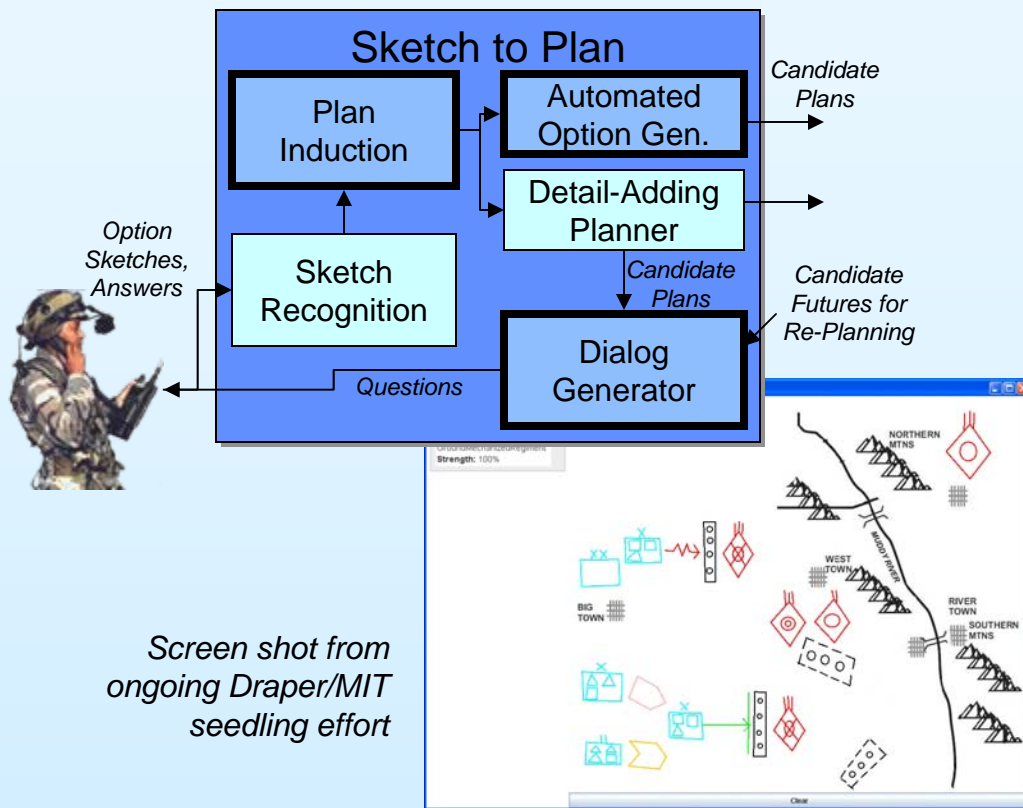 Sketch to Plan
Plan
Induction
Automated
Option Gen.
Candidate
Plans
Detail-Adding
Planner
Option
Sketches,
Answers
Sketch
Recognition
Candidate
Plans
Candidate
Futures for
Re-Planning
Dialog
Generator
Questions
GroundMechanizedRegiment
Strength: 100%
NORTHERN
MTNS
MUDDY RIVER
WEST
TOWN
BIG
TOWN
RIVER
TOWN
SOUTHERN
MTNS
Screen shot from
ongoing Draper/MIT
seedling effort
Clear